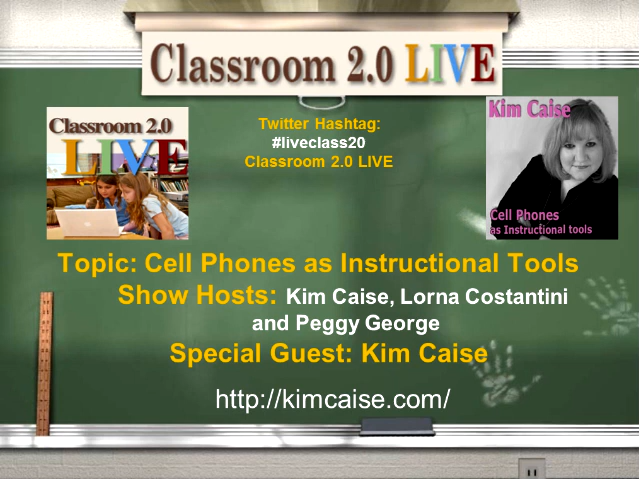 Classroom 2.0 LIVE
Classroom 2.0
LIVE
Twitter Hashtag:
#liveclass20
Classroom 2.0 LIVE
Kim Caise
Cell Phones
as Instructional tools
Topic: Cell Phones as Instructional Tools
Show Hosts: Kim Caise, Lorna Costantini
and Peggy George
Special Guest: Kim Caise
http://kimcaise.com/